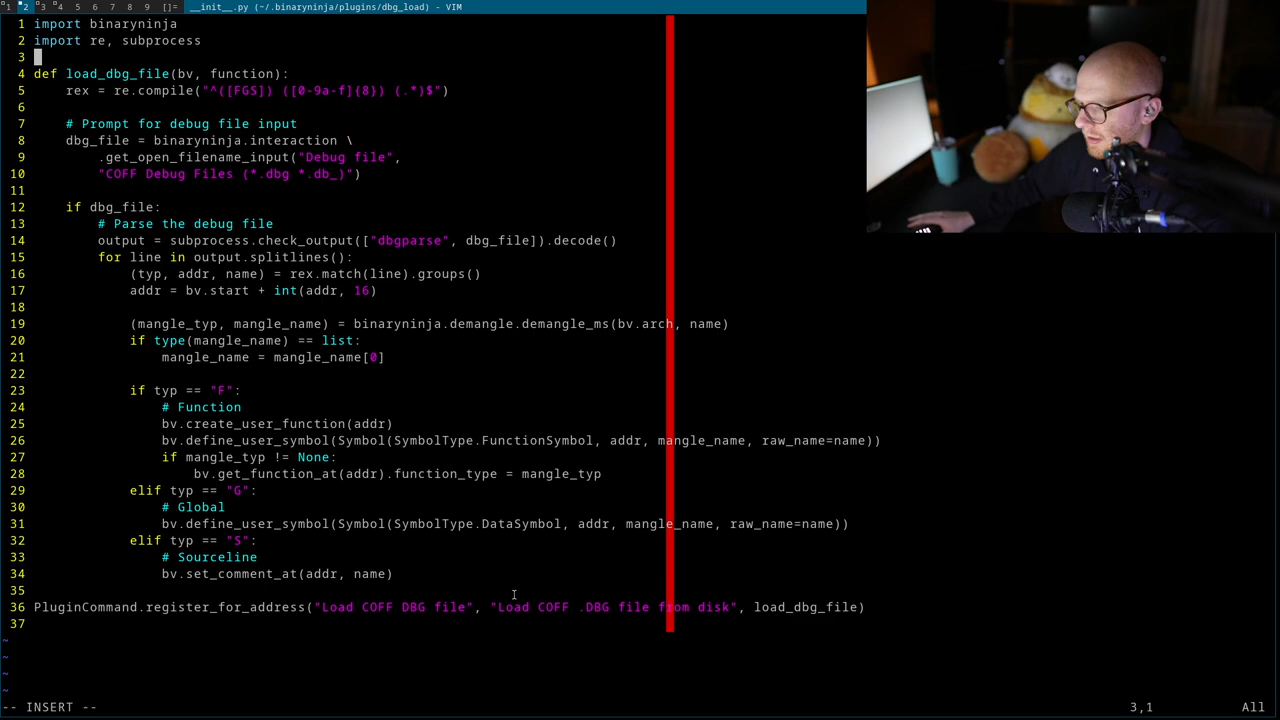 1 2 3 4 5 6 7 8 9 []= __init__.py (~/.binaryninja/plugins/dbg_load) - VIM
1 import binaryninja
2 import re, subprocess
3
4 def load_dbg_file(bv, function):
5     rex = re.compile("^([FGS]) ([0-9a-f]{8}) (.*)$")
6
7     # Prompt for debug file input
8     dbg_file = binaryninja.interaction \
9         .get_open_filename_input("Debug file",
10         "COFF Debug Files (*.dbg *.db_)")
11
12     if dbg_file:
13         # Parse the debug file
14         output = subprocess.check_output(["dbgparse", dbg_file]).decode()
15         for line in output.splitlines():
16             (typ, addr, name) = rex.match(line).groups()
17             addr = bv.start + int(addr, 16)
18
19             (mangle_typ, mangle_name) = binaryninja.demangle.demangle_ms(bv.arch, name)
20             if type(mangle_name) == list:
21                 mangle_name = mangle_name[0]
22
23             if typ == "F":
24                 # Function
25                 bv.create_user_function(addr)
26                 bv.define_user_symbol(Symbol(SymbolType.FunctionSymbol, addr, mangle_name, raw_name=name))
27                 if mangle_typ != None:
28                     bv.get_function_at(addr).function_type = mangle_typ
29             elif typ == "G":
30                 # Global
31                 bv.define_user_symbol(Symbol(SymbolType.DataSymbol, addr, mangle_name, raw_name=name))
32             elif typ == "S":
33                 # Sourceline
34                 bv.set_comment_at(addr, name)
35
36 PluginCommand.register_for_address("Load COFF DBG file", "Load COFF .DBG file from disk", load_dbg_file)
37
~
~
~
~
-- INSERT -- 3,1 All